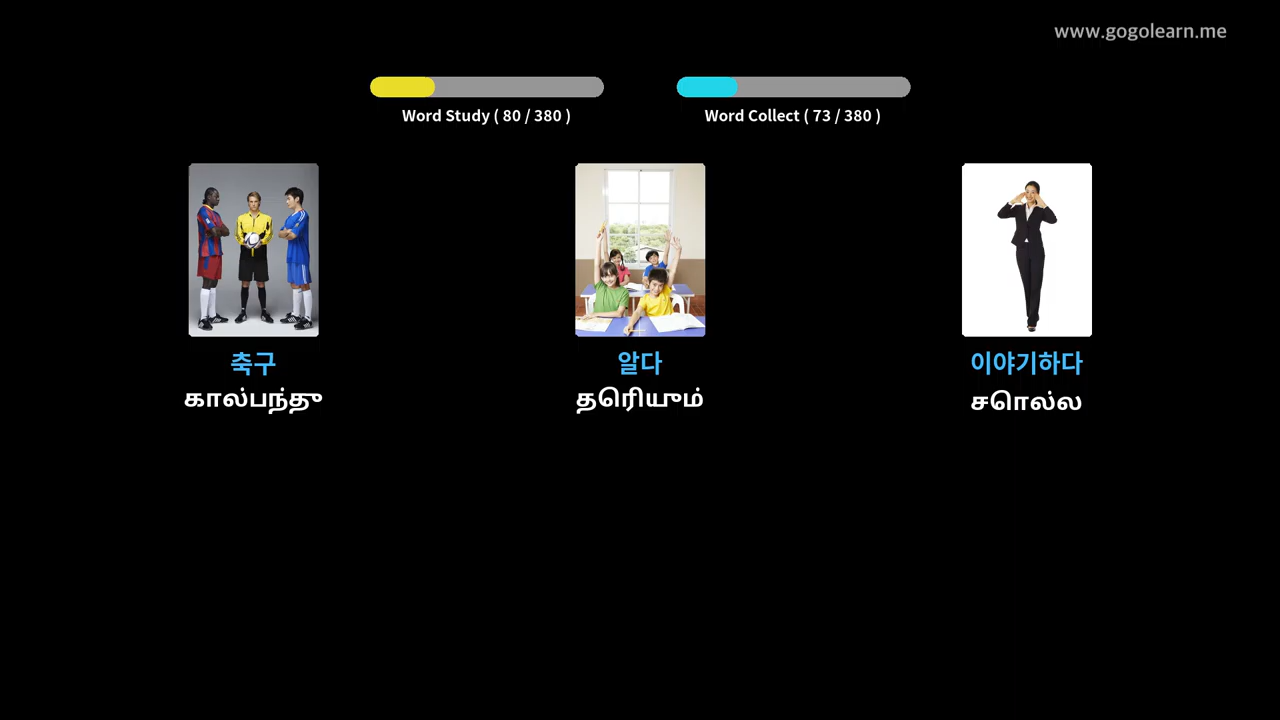 www.gogolearn.me
Word Study ( 80 / 380 )
Word Collect ( 73 / 380 )
축구
알다
이야기하다
கால்பந்து
தரெியும்
சொெல்ல